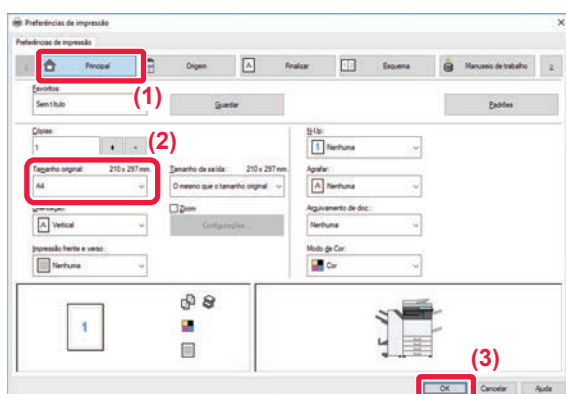 Preferências de impressão
Preferências de impressão
Principal
Origem
Finalizar
Esquema
Manuseio de trabalho
Favoritos:
Sem título
(1)
Guardar
Padrões
Cópias:
1
+
-
(2)
Tamanho original:
210 x 297 mm.
A4
Tamanho da saída:
210 x 297 mm.
O mesmo que o tamanho original
Orientação:
Vertical
Zoom
Configurações...
Impressão frente e verso:
Nenhuma
N-Up:
1 Nenhuma
Agrafar:
A Nenhuma
Arquivamento de doc.:
Nenhuma
Modo de Cor:
Cor
1
(3)
OK
Cancelar
Ajuda